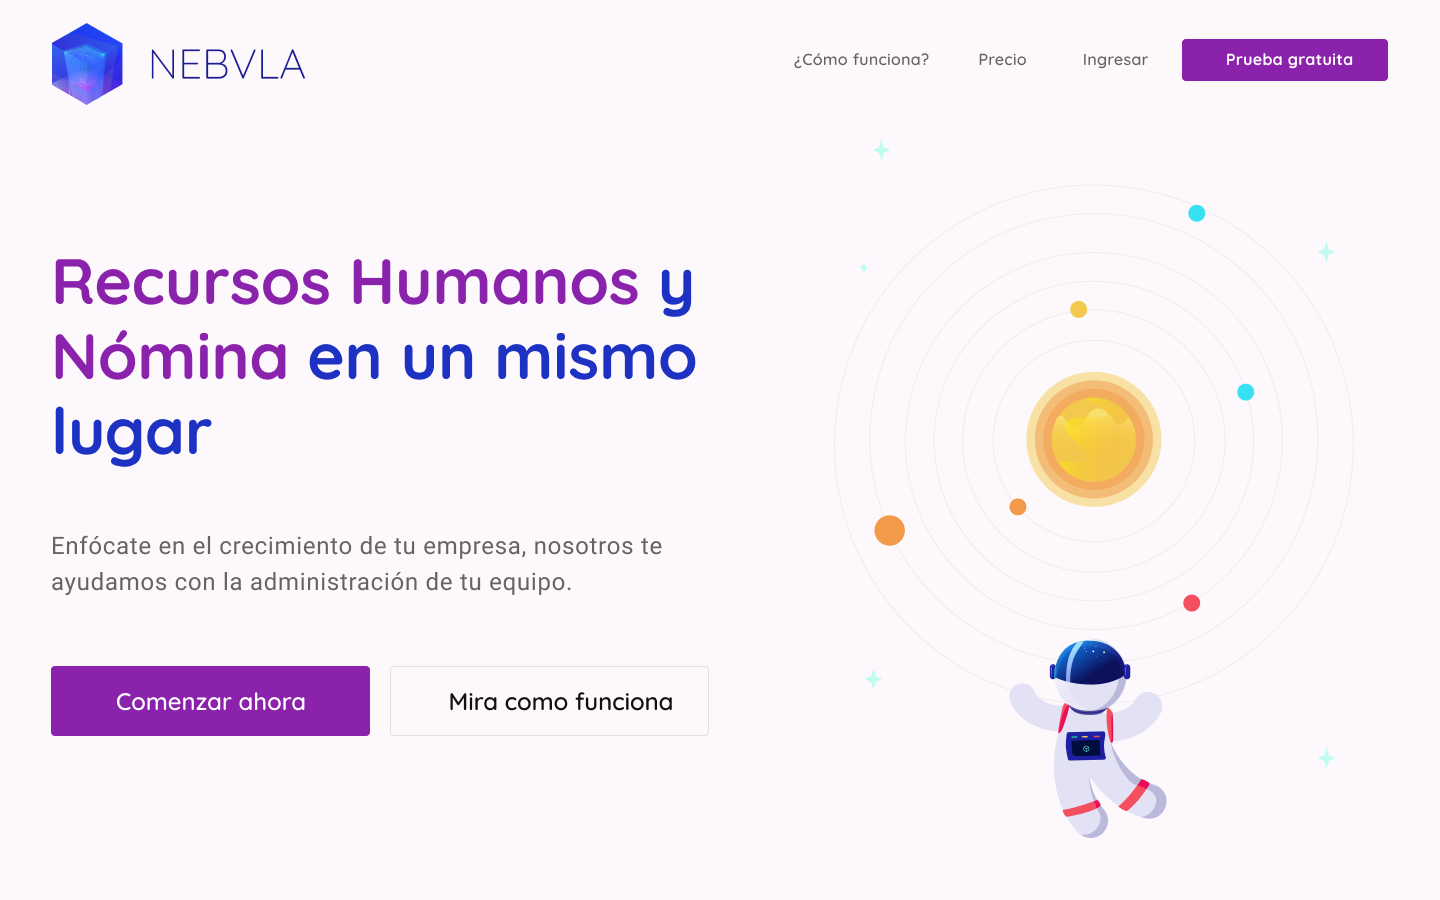 NEBVLA
¿Cómo funciona?
Precio
Ingresar
Prueba gratuita
Recursos Humanos y
Nómina en un mismo
lugar
Enfócate en el crecimiento de tu empresa, nosotros te
ayudamos con la administración de tu equipo.
Comenzar ahora
Mira como funciona